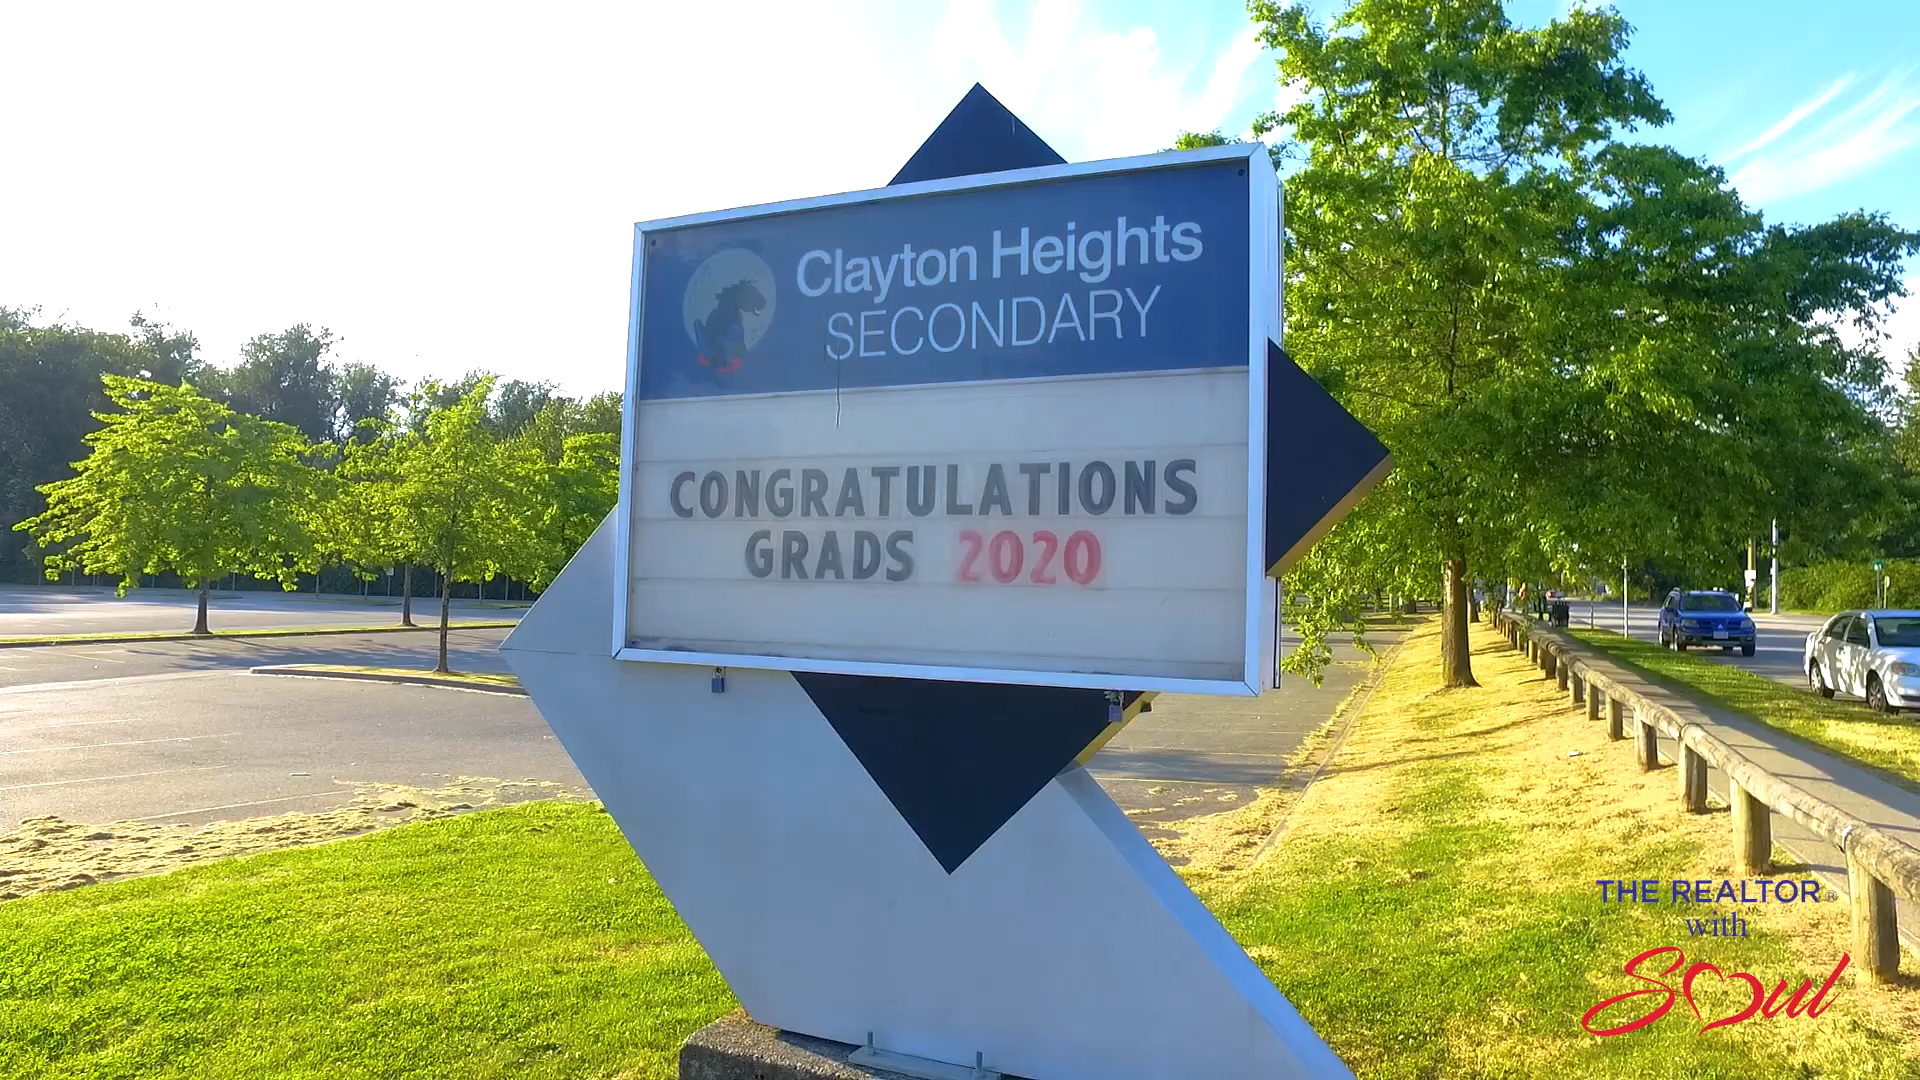 Clayton Heights
SECONDARY
CONGRATULATIONS
GRADS 2020
THE REALTOR®
with
Soul